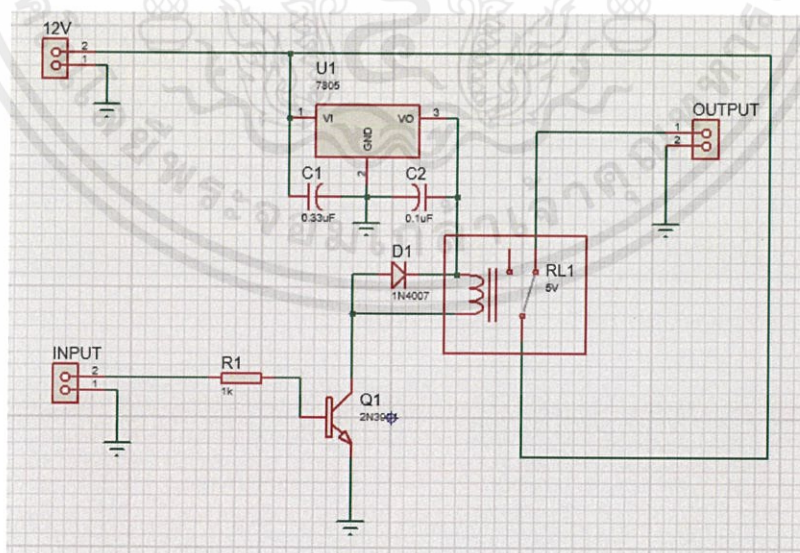 12V
2
1
U1
7805
1
VI
VO
3
GND
2
C1
0.33uF
C2
0.1uF
OUTPUT
1
2
D1
1N4007
RL1
5V
INPUT
2
1
R1
1k
Q1